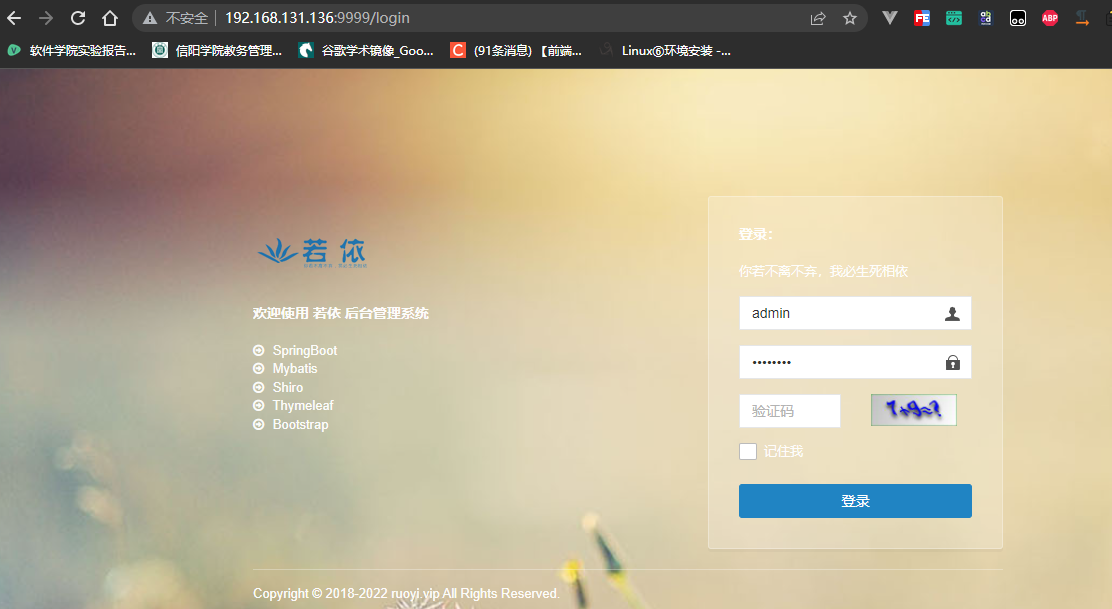 不安全 192.168.131.136:9999/login
软件学院实验报告... 信阳学院教务管理... 谷歌学术镜像_Goo... (91条消息) 【前端... Linux⑥环境安装 -...
若依
欢迎使用 若依 后台管理系统
SpringBoot
Mybatis
Shiro
Thymeleaf
Bootstrap
登录：
你若不离不弃，我必生死相依
admin
••••••••
验证码 7+9=?
记住我
登录
Copyright © 2018-2022 ruoyi.vip All Rights Reserved.